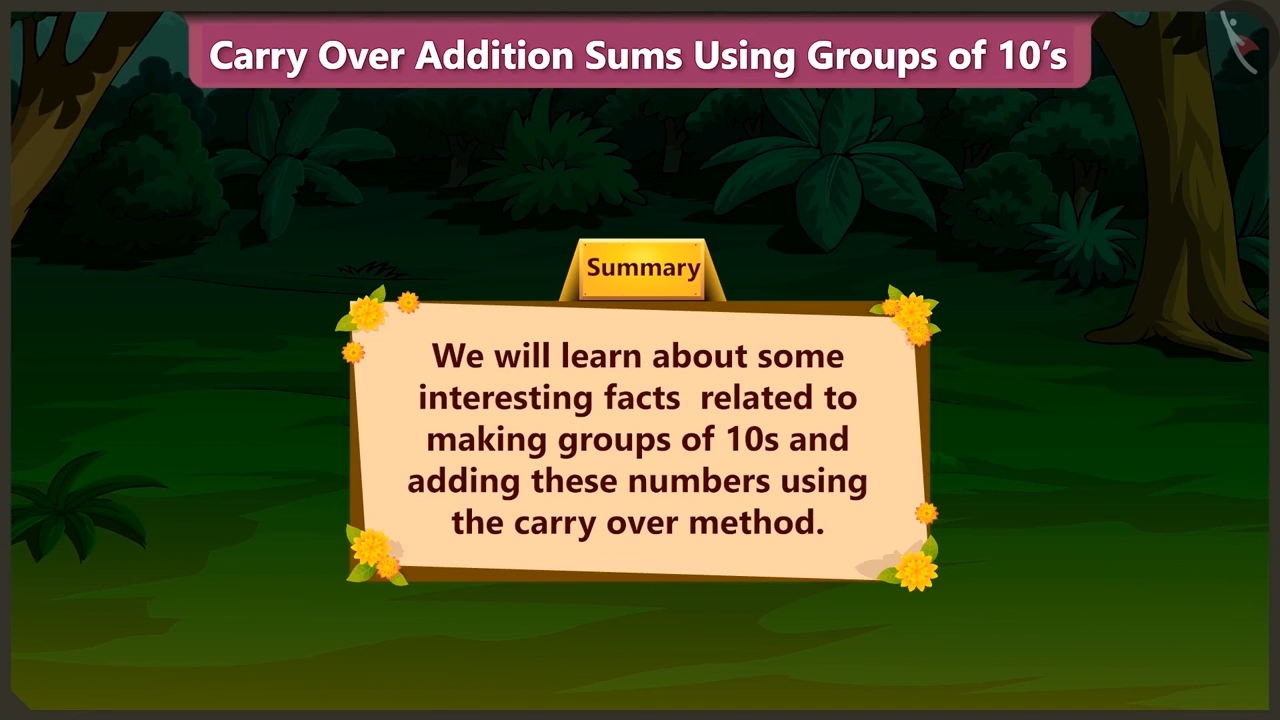 Carry Over Addition Sums Using Groups of 10’s
Summary
We will learn about some
interesting facts  related to
making groups of 10s and
adding these numbers using
the carry over method.